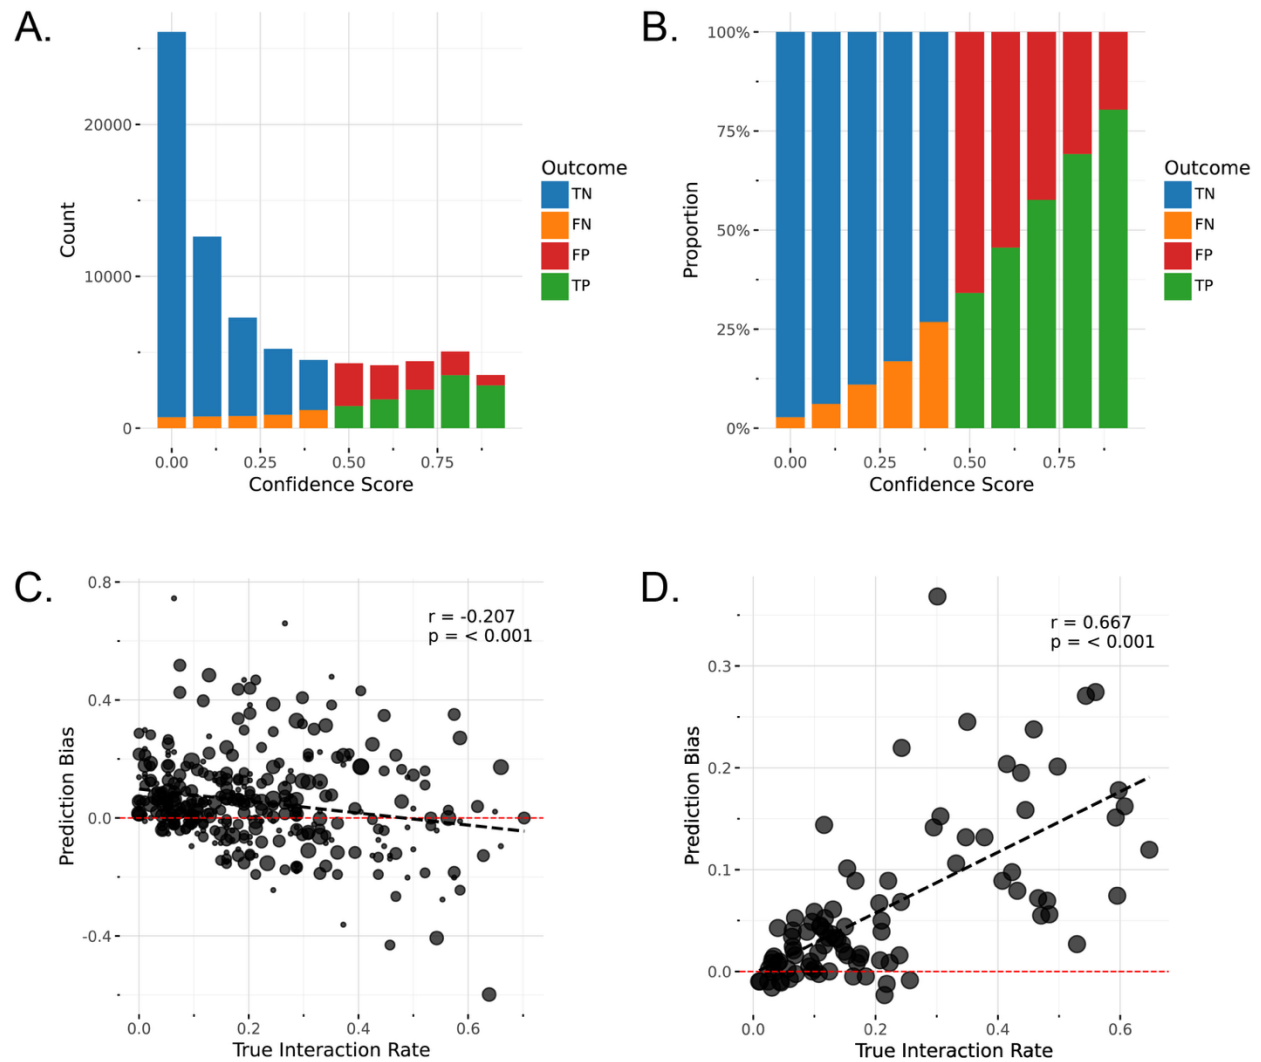 A.
20000
10000
0
Count
0.00 0.25 0.50 0.75
Confidence Score
Outcome
TN
FN
FP
TP
B.
100%
75%
50%
25%
0%
Proportion
0.00 0.25 0.50 0.75
Confidence Score
Outcome
TN
FN
FP
TP
C.
0.8
0.4
0.0
-0.4
Prediction Bias
r = -0.207
p = < 0.001
0.0 0.2 0.4 0.6
True Interaction Rate
D.
0.3
0.2
0.1
0.0
Prediction Bias
r = 0.667
p = < 0.001
0.0 0.2 0.4 0.6
True Interaction Rate